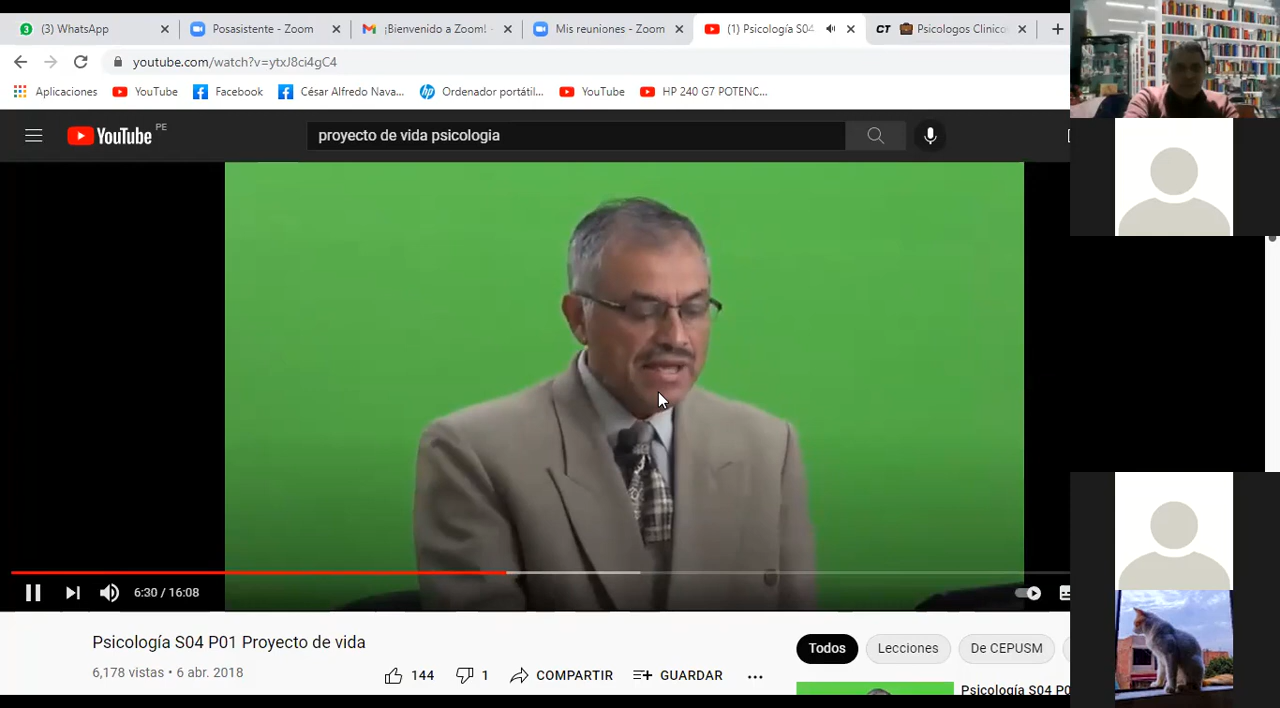 3 (3) WhatsApp
Posasistente - Zoom
¡Bienvenido a Zoom! -
Mis reuniones - Zoom
(1) Psicología S04
CT Psicologos Clinico
youtube.com/watch?v=ytxJ8ci4gC4
Aplicaciones
YouTube
Facebook
César Alfredo Nava...
hp Ordenador portátil...
YouTube
HP 240 G7 POTENC...
YouTube PE
proyecto de vida psicologia
6:30 / 16:08
Psicología S04 P01 Proyecto de vida
6,178 vistas • 6 abr. 2018
144
1
COMPARTIR
GUARDAR
...
Todos
Lecciones
De CEPUSM
Psicología S04 P0